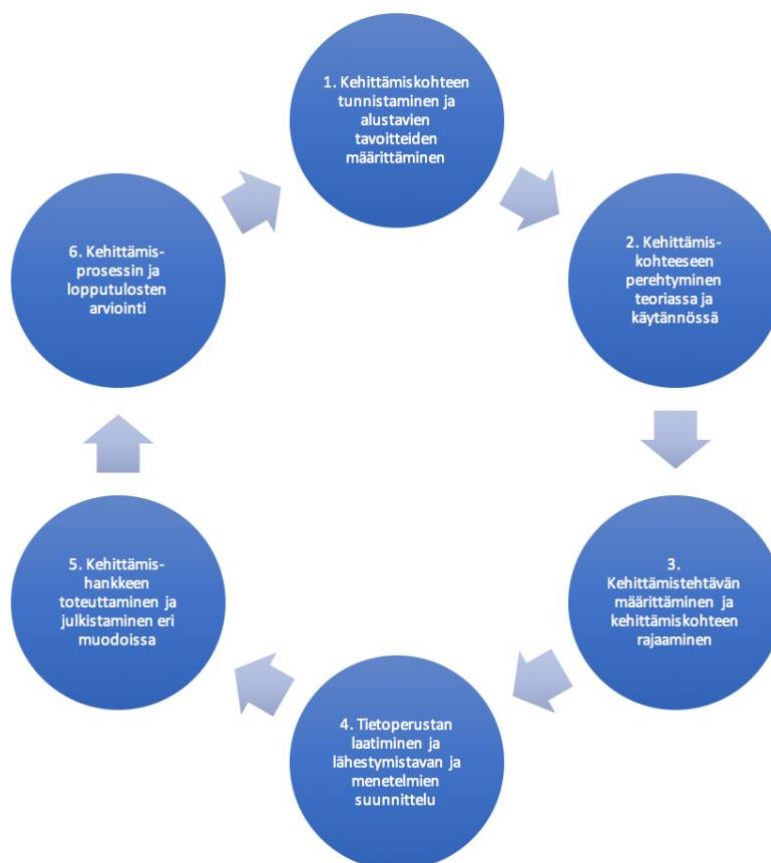 1. Kehittämiskohteen
tunnistaminen ja
alustavien
tavoitteiden
määrittäminen
2. Kehittämis-
kohteeseen
perehtyminen
teoriassa ja
käytännössä
3.
Kehittämistehtävän
määrittäminen ja
kehittämiskohteen
rajaaminen
4. Tietoperustan
laatiminen ja
lähestymistavan ja
menetelmien
suunnittelu
5. Kehittämis-
hankkeen
toteuttaminen ja
julkistaminen eri
muodoissa
6. Kehittämis-
prosessin ja
lopputulosten
arviointi